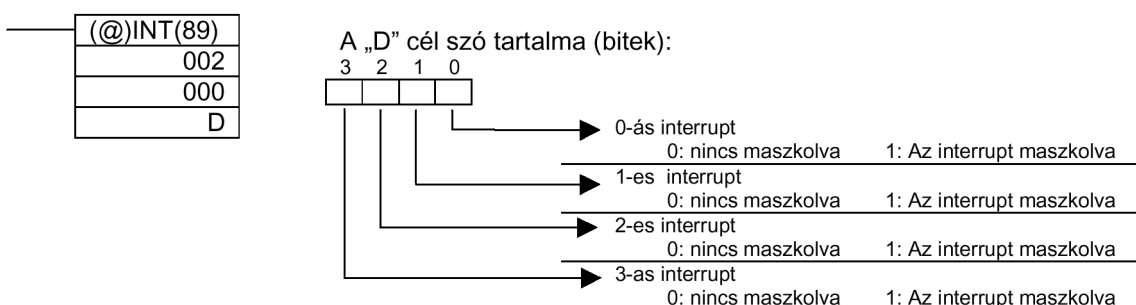 (@)INT(89)
002
000
D
A „D” cél szó tartalma (bitek):
3 2 1 0
0-ás interrupt
0: nincs maszkolva 1: Az interrupt maszkolva
1-es interrupt
0: nincs maszkolva 1: Az interrupt maszkolva
2-es interrupt
0: nincs maszkolva 1: Az interrupt maszkolva
3-as interrupt
0: nincs maszkolva 1: Az interrupt maszkolva